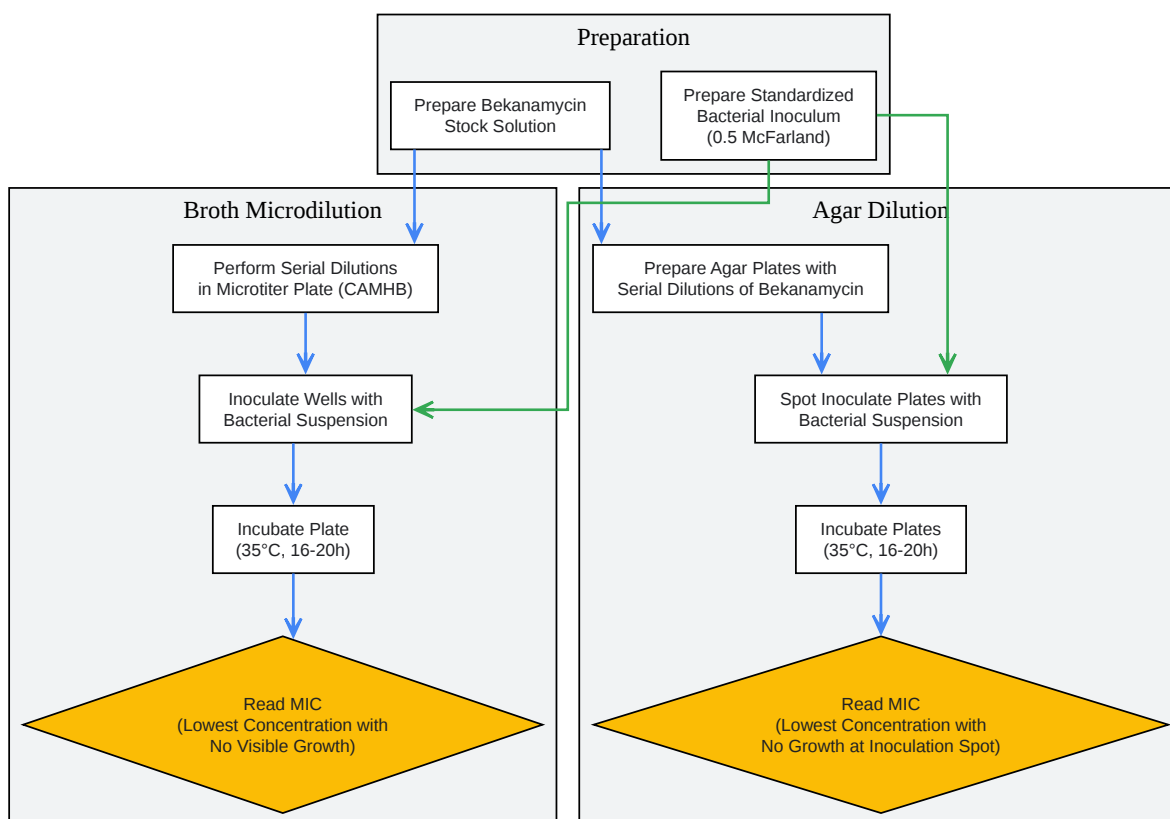 Preparation
Prepare Bekanamycin
Stock Solution
Prepare Standardized
Bacterial Inoculum
(0.5 McFarland)
Broth Microdilution
Perform Serial Dilutions
in Microtiter Plate (CAMHB)
Inoculate Wells with
Bacterial Suspension
Incubate Plate
(35°C, 16-20h)
Read MIC
(Lowest Concentration with
No Visible Growth)
Agar Dilution
Prepare Agar Plates with
Serial Dilutions of Bekanamycin
Spot Inoculate Plates with
Bacterial Suspension
Incubate Plates
(35°C, 16-20h)
Read MIC
(Lowest Concentration with
No Growth at Inoculation Spot)